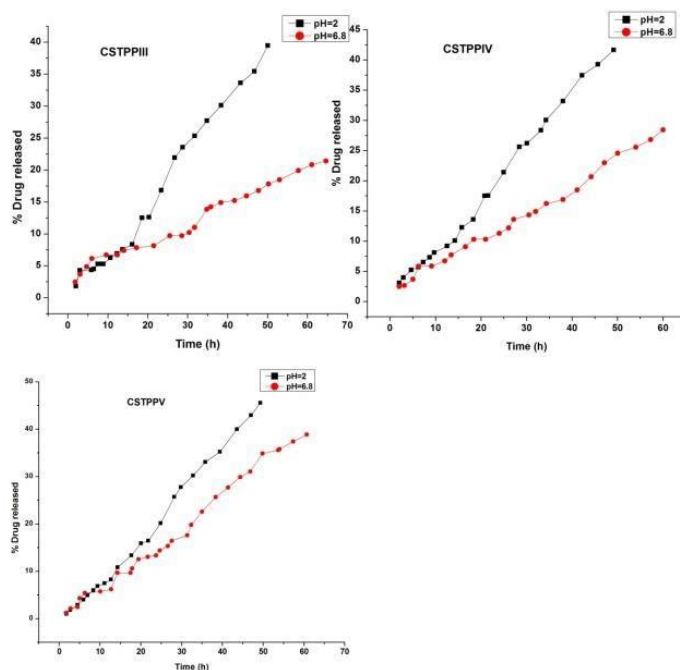 CSTPPIII
pH=2
pH=6.8
% Drug released
40
35
30
25
20
15
10
5
0
0 10 20 30 40 50 60 70
Time (h)
CSTPPIV
pH=2
pH=6.8
% Drug released
45
40
35
30
25
20
15
10
5
0
0 10 20 30 40 50 60
Time (h)
CSTPPV
pH=2
pH=6.8
% Drug released
50
40
30
20
10
0
0 10 20 30 40 50 60 70
Time (h)